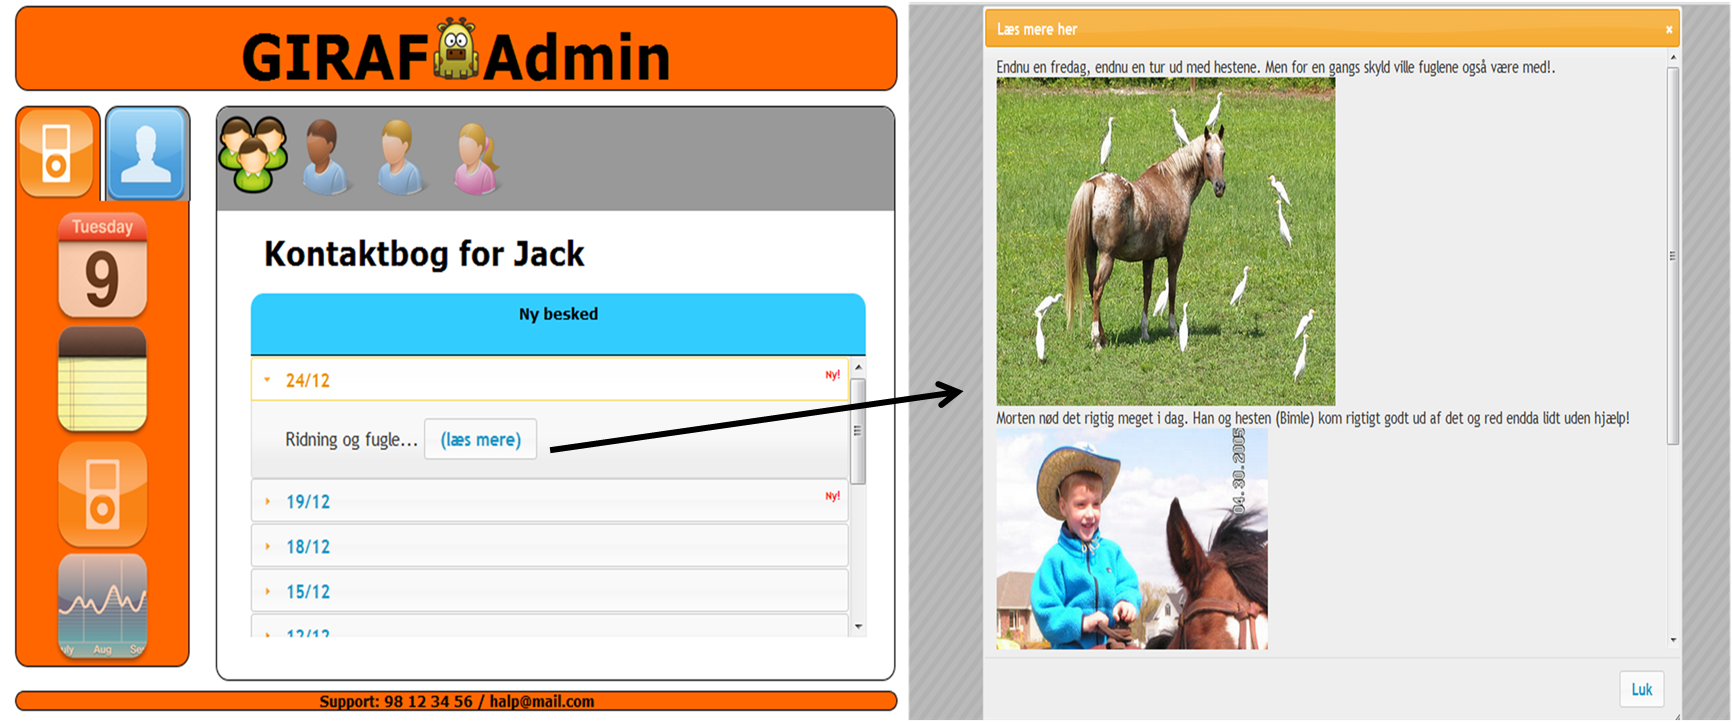 GIRAF Admin
Tuesday
9
July Aug Se
Kontaktbog for Jack
Ny besked
24/12 Ny!
Ridning og fugle... (læs mere)
19/12 Ny!
18/12
15/12
12/12
Support: 98 12 34 56 / halp@mail.com
Læs mere her ×
Endnu en fredag, endnu en tur ud med hestene. Men for en gangs skyld ville fuglene også være med!.
Morten nød det rigtig meget i dag. Han og hesten (Bimle) kom rigtigt godt ud af det og red endda lidt uden hjælp!
04.30.2005
Luk